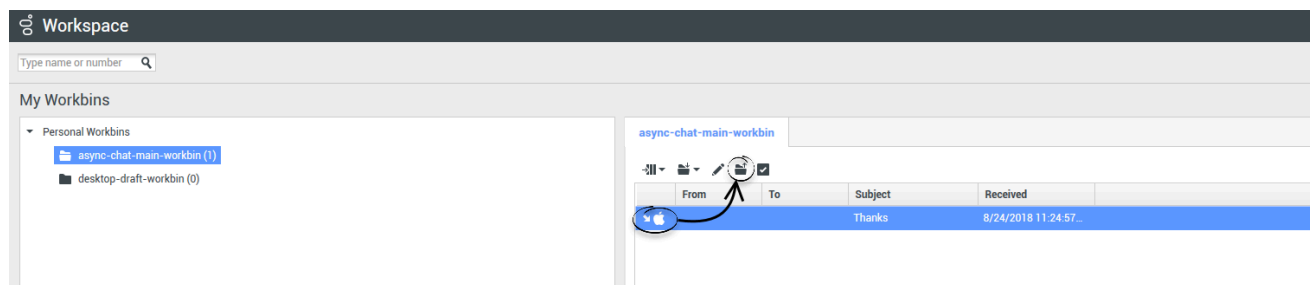 Workspace
Type name or number
My Workbins
Personal Workbins
async-chat-main-workbin (1)
desktop-draft-workbin (0)
async-chat-main-workbin
From To Subject Received
Thanks 8/24/2018 11:24:57...